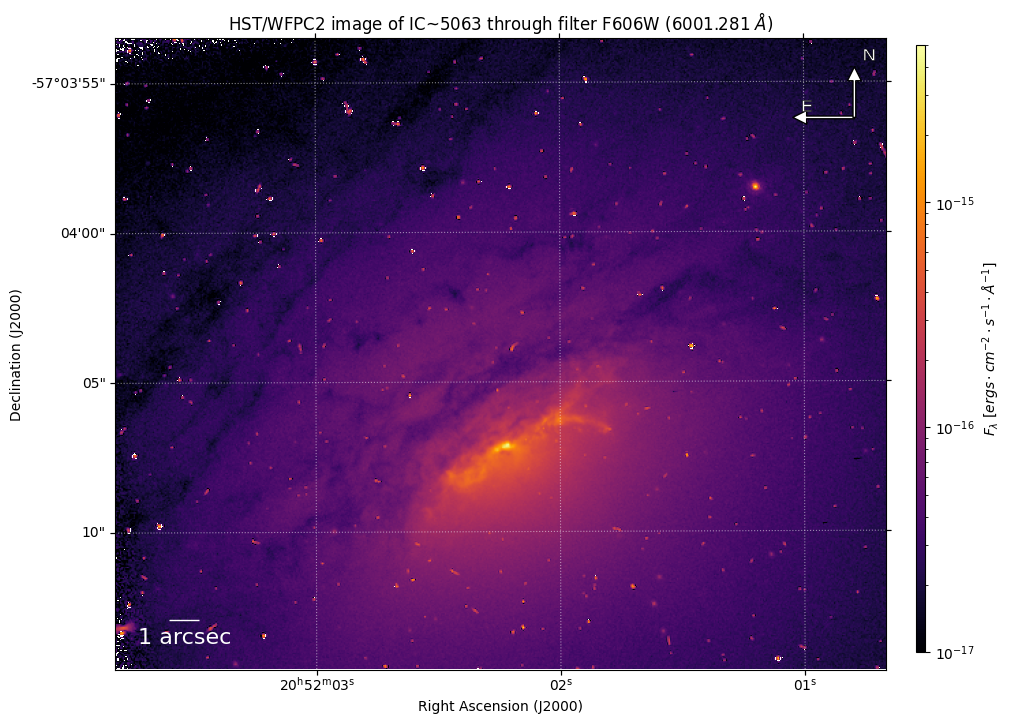 HST/WFPC2 image of IC~5063 through filter F606W (6001.281 Å)
N
E
-57°03'55"
04'00"
05"
10"
Declination (J2000)
1 arcsec
20ʰ52ᵐ03ˢ
02ˢ
01ˢ
Right Ascension (J2000)
10⁻¹⁵
10⁻¹⁶
10⁻¹⁷
F_λ [ergs · cm⁻² · s⁻¹ · Å⁻¹]